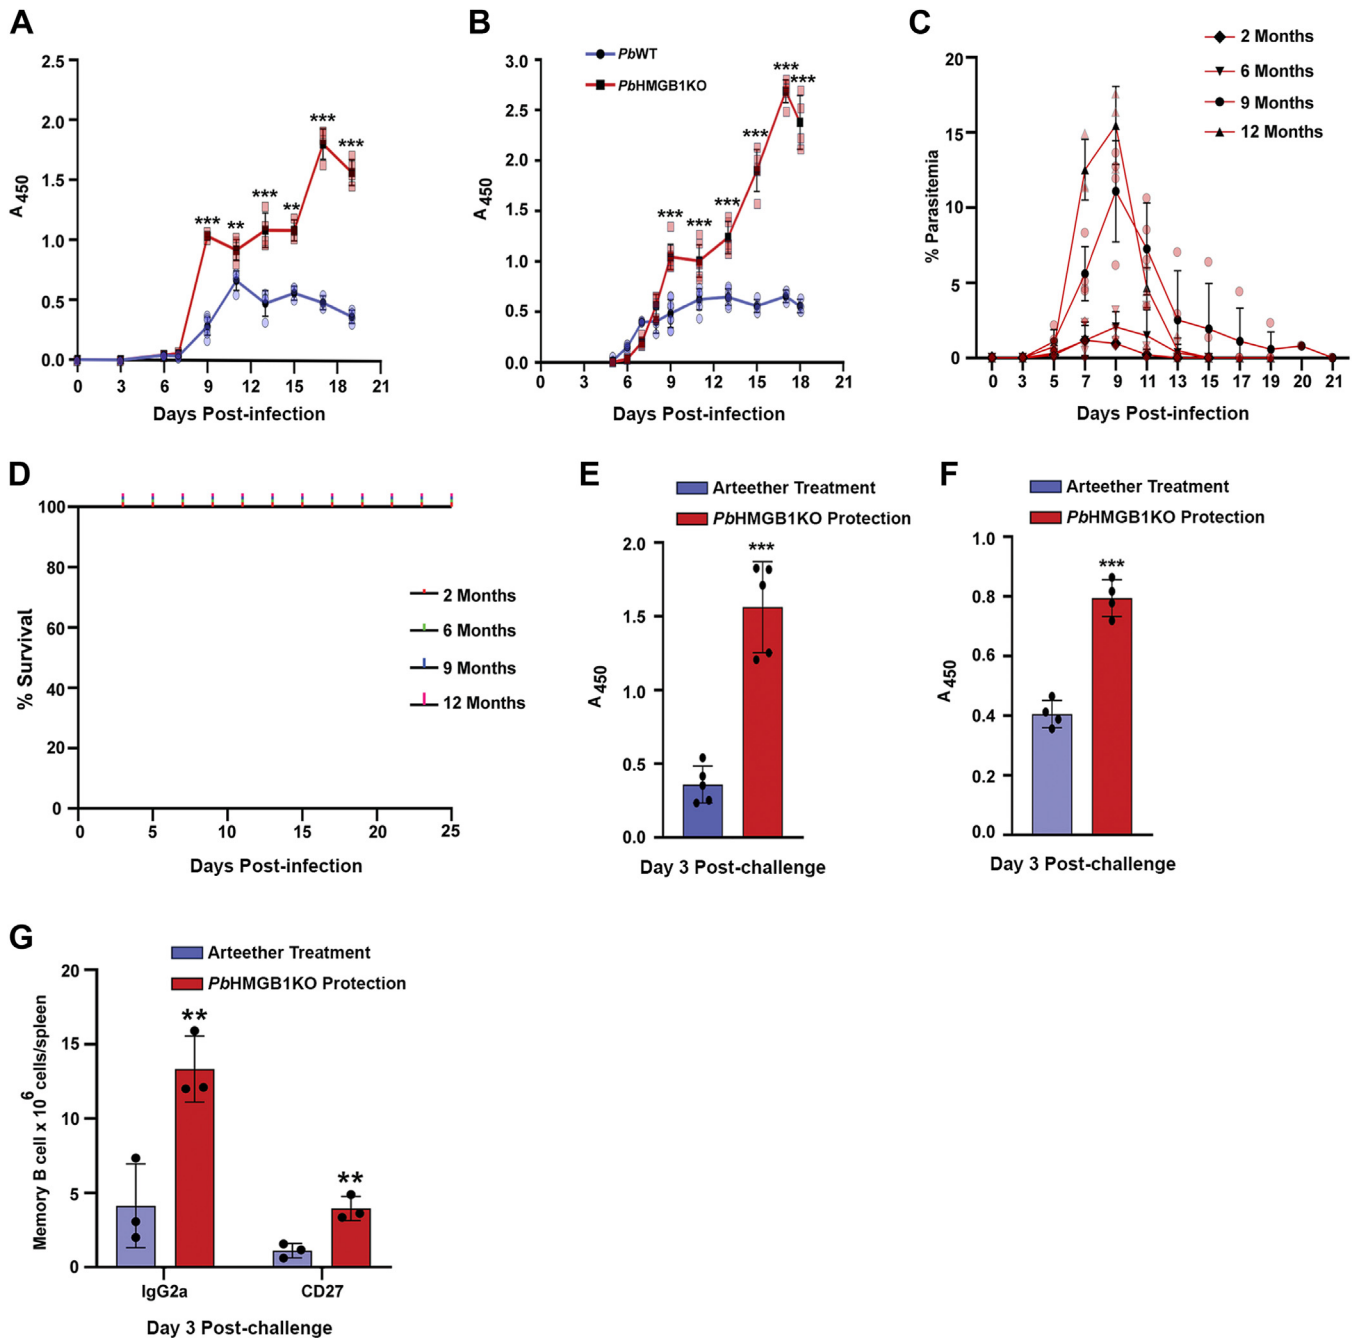 A
2.5
2.0
1.5
1.0
0.5
0.0
A 450
***
**
***
**
***
***
0 3 6 9 12 15 18 21
Days Post-infection
B
PbWT
PbHMGB1KO
3.0
2.5
2.0
1.5
1.0
0.5
0.0
A 450
***
***
***
***
***
***
0 3 6 9 12 15 18 21
Days Post-infection
C
2 Months
6 Months
9 Months
12 Months
20
15
10
5
0
% Parasitemia
0 3 5 7 9 11 13 15 17 19 20 21
Days Post-infection
D
100
80
60
40
20
0
% Survival
2 Months
6 Months
9 Months
12 Months
0 5 10 15 20 25
Days Post-infection
E
Arteether Treatment
PbHMGB1KO Protection
2.0
1.5
1.0
0.5
0.0
A 450
***
Day 3 Post-challenge
F
Arteether Treatment
PbHMGB1KO Protection
1.0
0.8
0.6
0.4
0.2
0.0
A 450
***
Day 3 Post-challenge
G
Arteether Treatment
PbHMGB1KO Protection
20
15
10
5
0
Memory B cell x 10^6 cells/spleen
**
**
IgG2a CD27
Day 3 Post-challenge